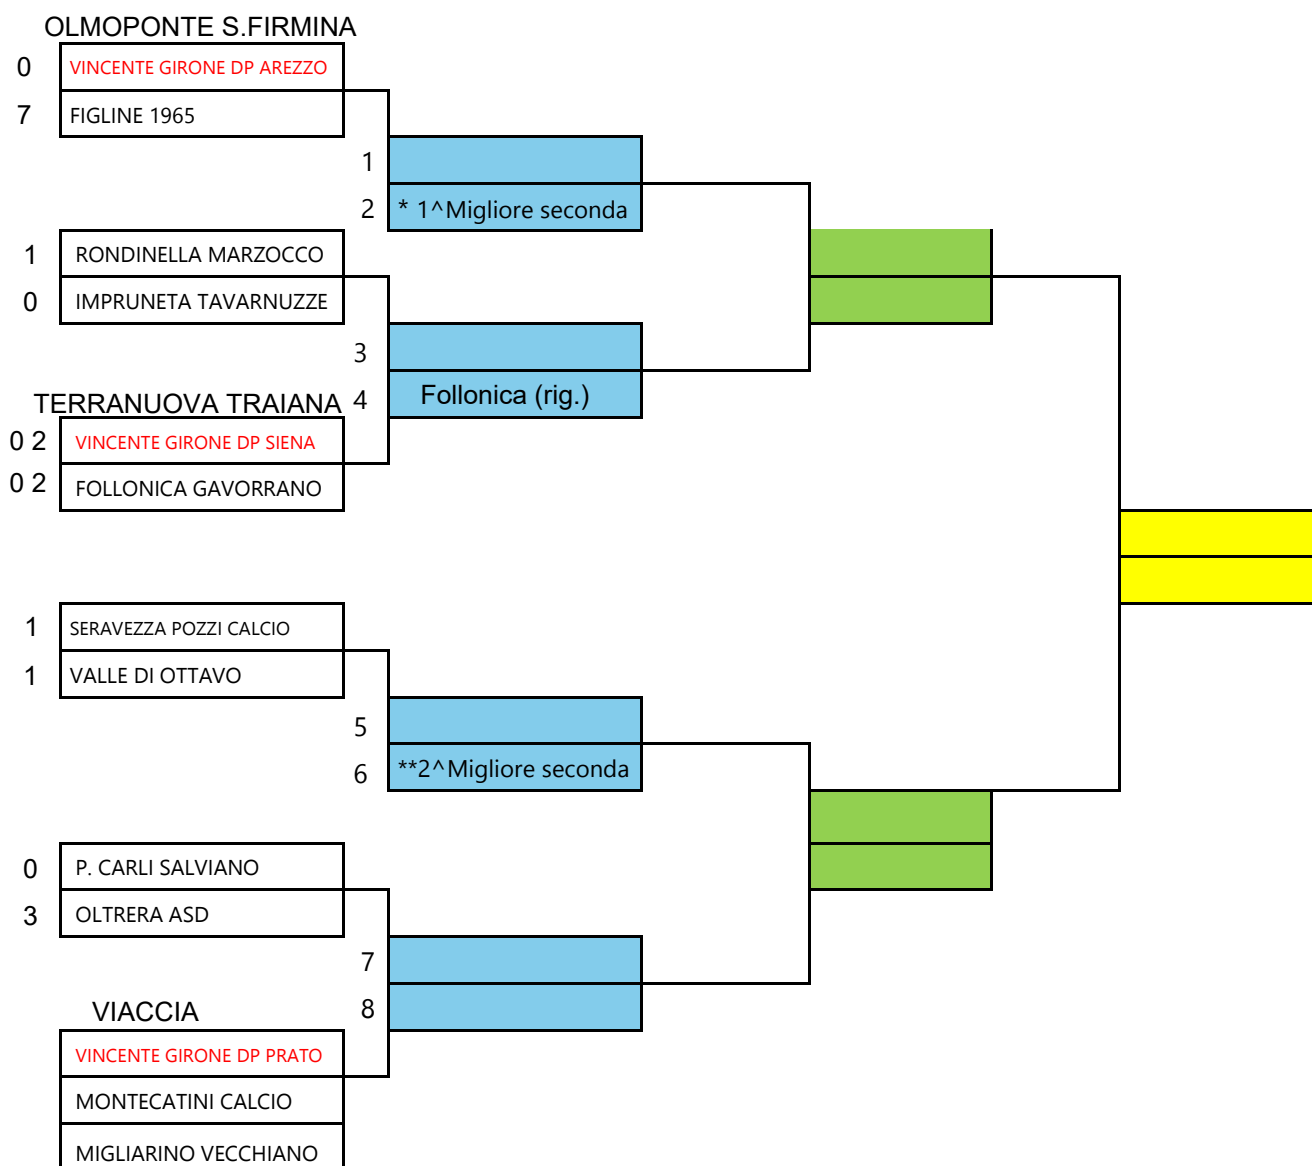 OLMOPONTE S.FIRMINA
0 VINCENTE GIRONE DP AREZZO
7 FIGLINE 1965
1
2 * 1^Migliore seconda
1 RONDINELLA MARZOCCO
0 IMPRUNETA TAVARNUZZE
3
TERRANUOVA TRAIANA 4 Follonica (rig.)
0 2 VINCENTE GIRONE DP SIENA
0 2 FOLLONICA GAVORRANO
1 SERAVEZZA POZZI CALCIO
1 VALLE DI OTTAVO
5
6 **2^Migliore seconda
0 P. CARLI SALVIANO
3 OLTRERA ASD
7
VIACCIA 8
VINCENTE GIRONE DP PRATO
MONTECATINI CALCIO
MIGLIARINO VECCHIANO